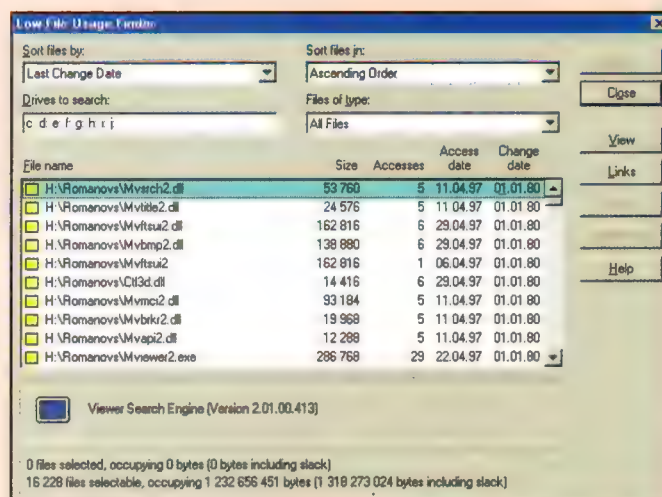 Low File Usage Finder
Sort files by:
Sort files in:
Last Change Date
Ascending Order
Close
Drives to search:
Files of type:
c d e f g h i j
All Files
View
File name Size Accesses Access date Change date
Links
H:\Romanovs\Mvsrch2.dll 53 760 5 11.04.97 01.01.80
H:\Romanovs\Mvtitle2.dll 24 576 5 11.04.97 01.01.80
H:\Romanovs\Mvftsui2.dll 162 816 6 29.04.97 01.01.80
H:\Romanovs\Mvbmp2.dll 138 880 6 29.04.97 01.01.80
H:\Romanovs\Mvftsui2 162 816 1 06.04.97 01.01.80
H:\Romanovs\Ctl3d.dll 14 416 6 29.04.97 01.01.80
H:\Romanovs\Mvmci2.dll 93 184 5 11.04.97 01.01.80
H:\Romanovs\Mvbrkr2.dll 19 968 5 11.04.97 01.01.80
H:\Romanovs\Mvapi2.dll 12 288 5 11.04.97 01.01.80
H:\Romanovs\Mviewer2.exe 286 768 29 22.04.97 01.01.80
Help
Viewer Search Engine (Version 2.01.00.413)
0 files selected, occupying 0 bytes (0 bytes including slack)
16 228 files selectable, occupying 1 232 656 451 bytes (1 318 273 024 bytes including slack)